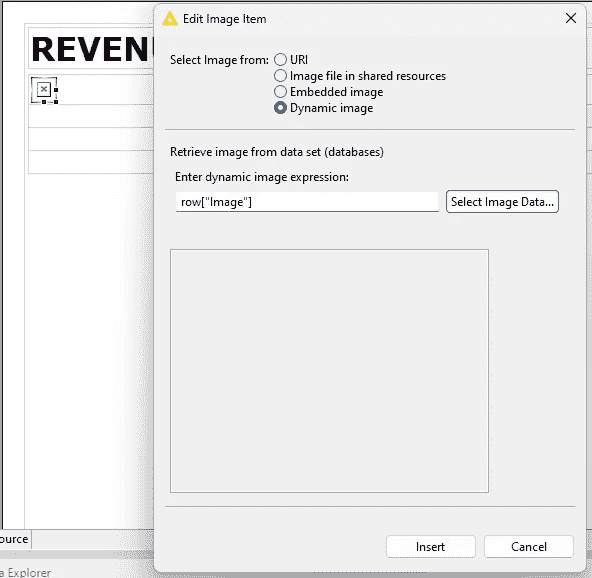 Edit Image Item
REVENU
Select Image from: URI
Image file in shared resources
Embedded image
Dynamic image
Retrieve image from data set (databases)
Enter dynamic image expression:
row["Image"] Select Image Data...
Insert Cancel
ource
a Explorer